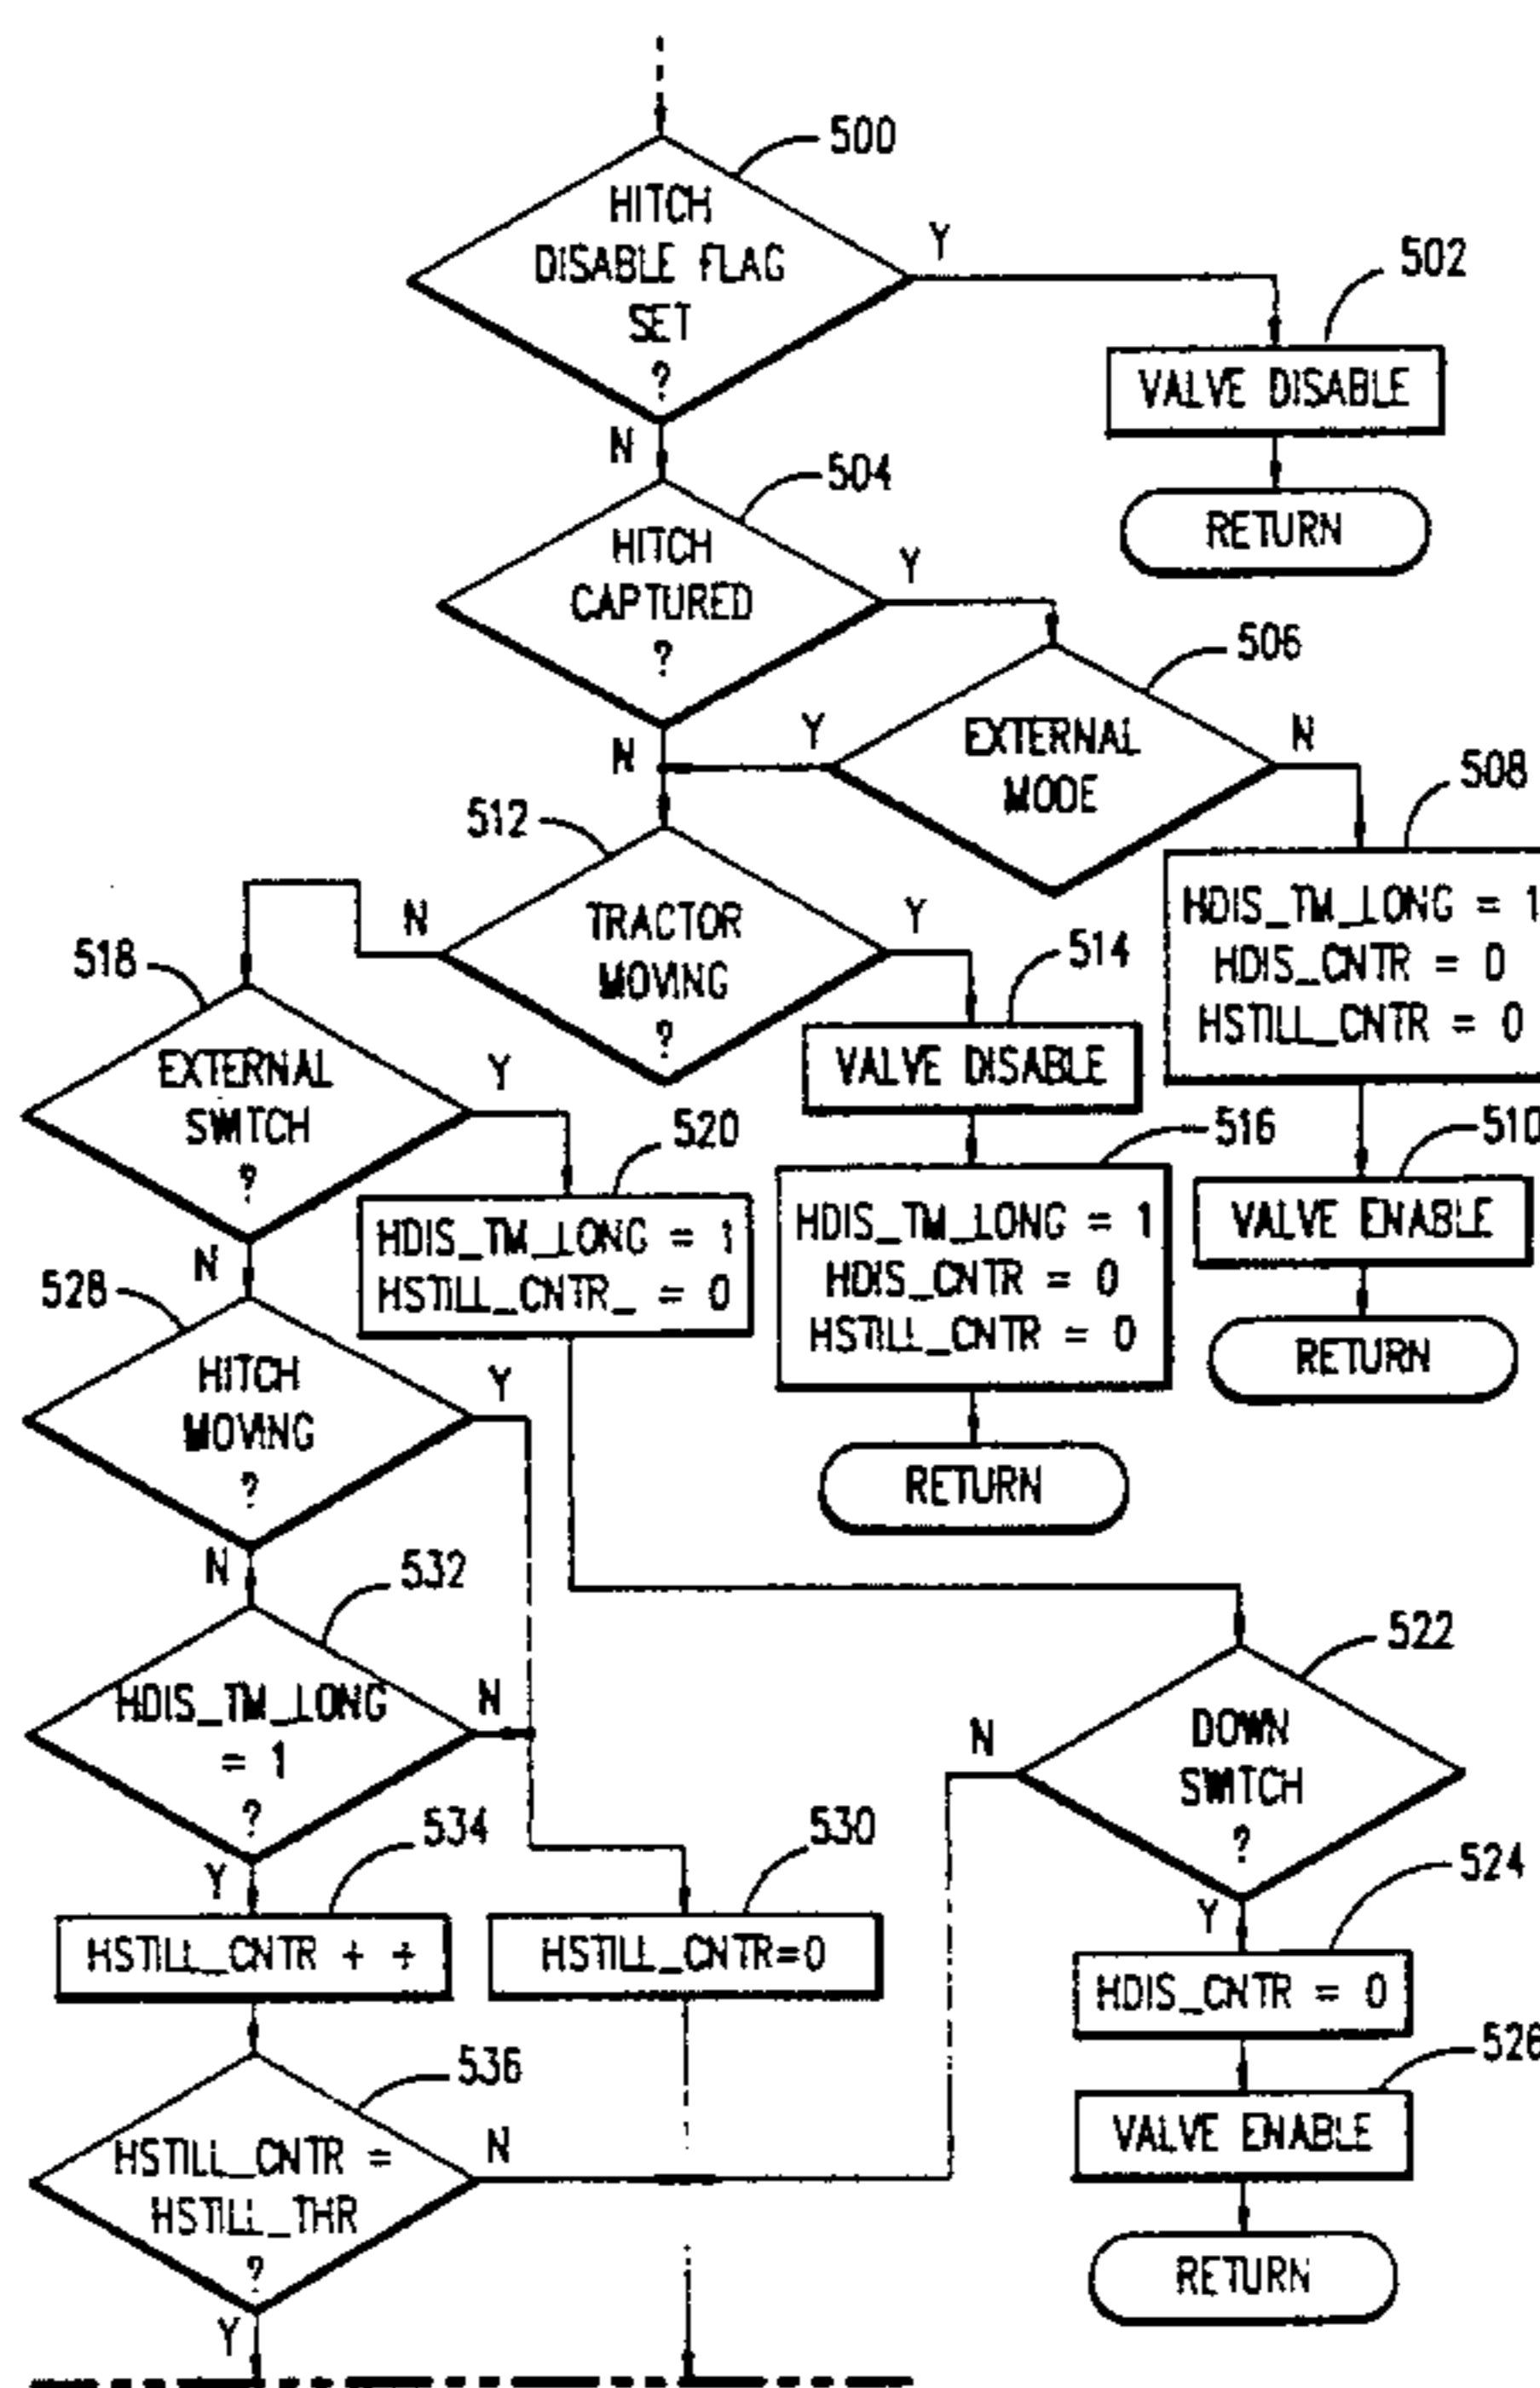 500
HITCH
DISABLE FLAG
SET
?
Y
N
502
VALVE DISABLE
RETURN
504
HITCH
CAPTURED
?
Y
N
506
EXTERNAL
MODE
Y
N
508
HDIS_TM_LONG = 1
HDIS_CNTR = 0
HSTILL_CNTR = 0
510
VALVE ENABLE
RETURN
512
TRACTOR
MOVING
?
N
Y
514
VALVE DISABLE
516
HDIS_TM_LONG = 1
HDIS_CNTR = 0
HSTILL_CNTR = 0
RETURN
518
EXTERNAL
SWITCH
?
Y
N
520
HDIS_TM_LONG = 1
HSTILL_CNTR_ = 0
528
HITCH
MOVING
?
Y
N
532
HDIS_TM_LONG
= 1
?
N
Y
522
DOWN
SWITCH
?
N
Y
534
HSTILL_CNTR + +
530
HSTILL_CNTR=0
524
HDIS_CNTR = 0
526
VALVE ENABLE
RETURN
536
HSTILL_CNTR =
HSTILL_THR
?
N
Y